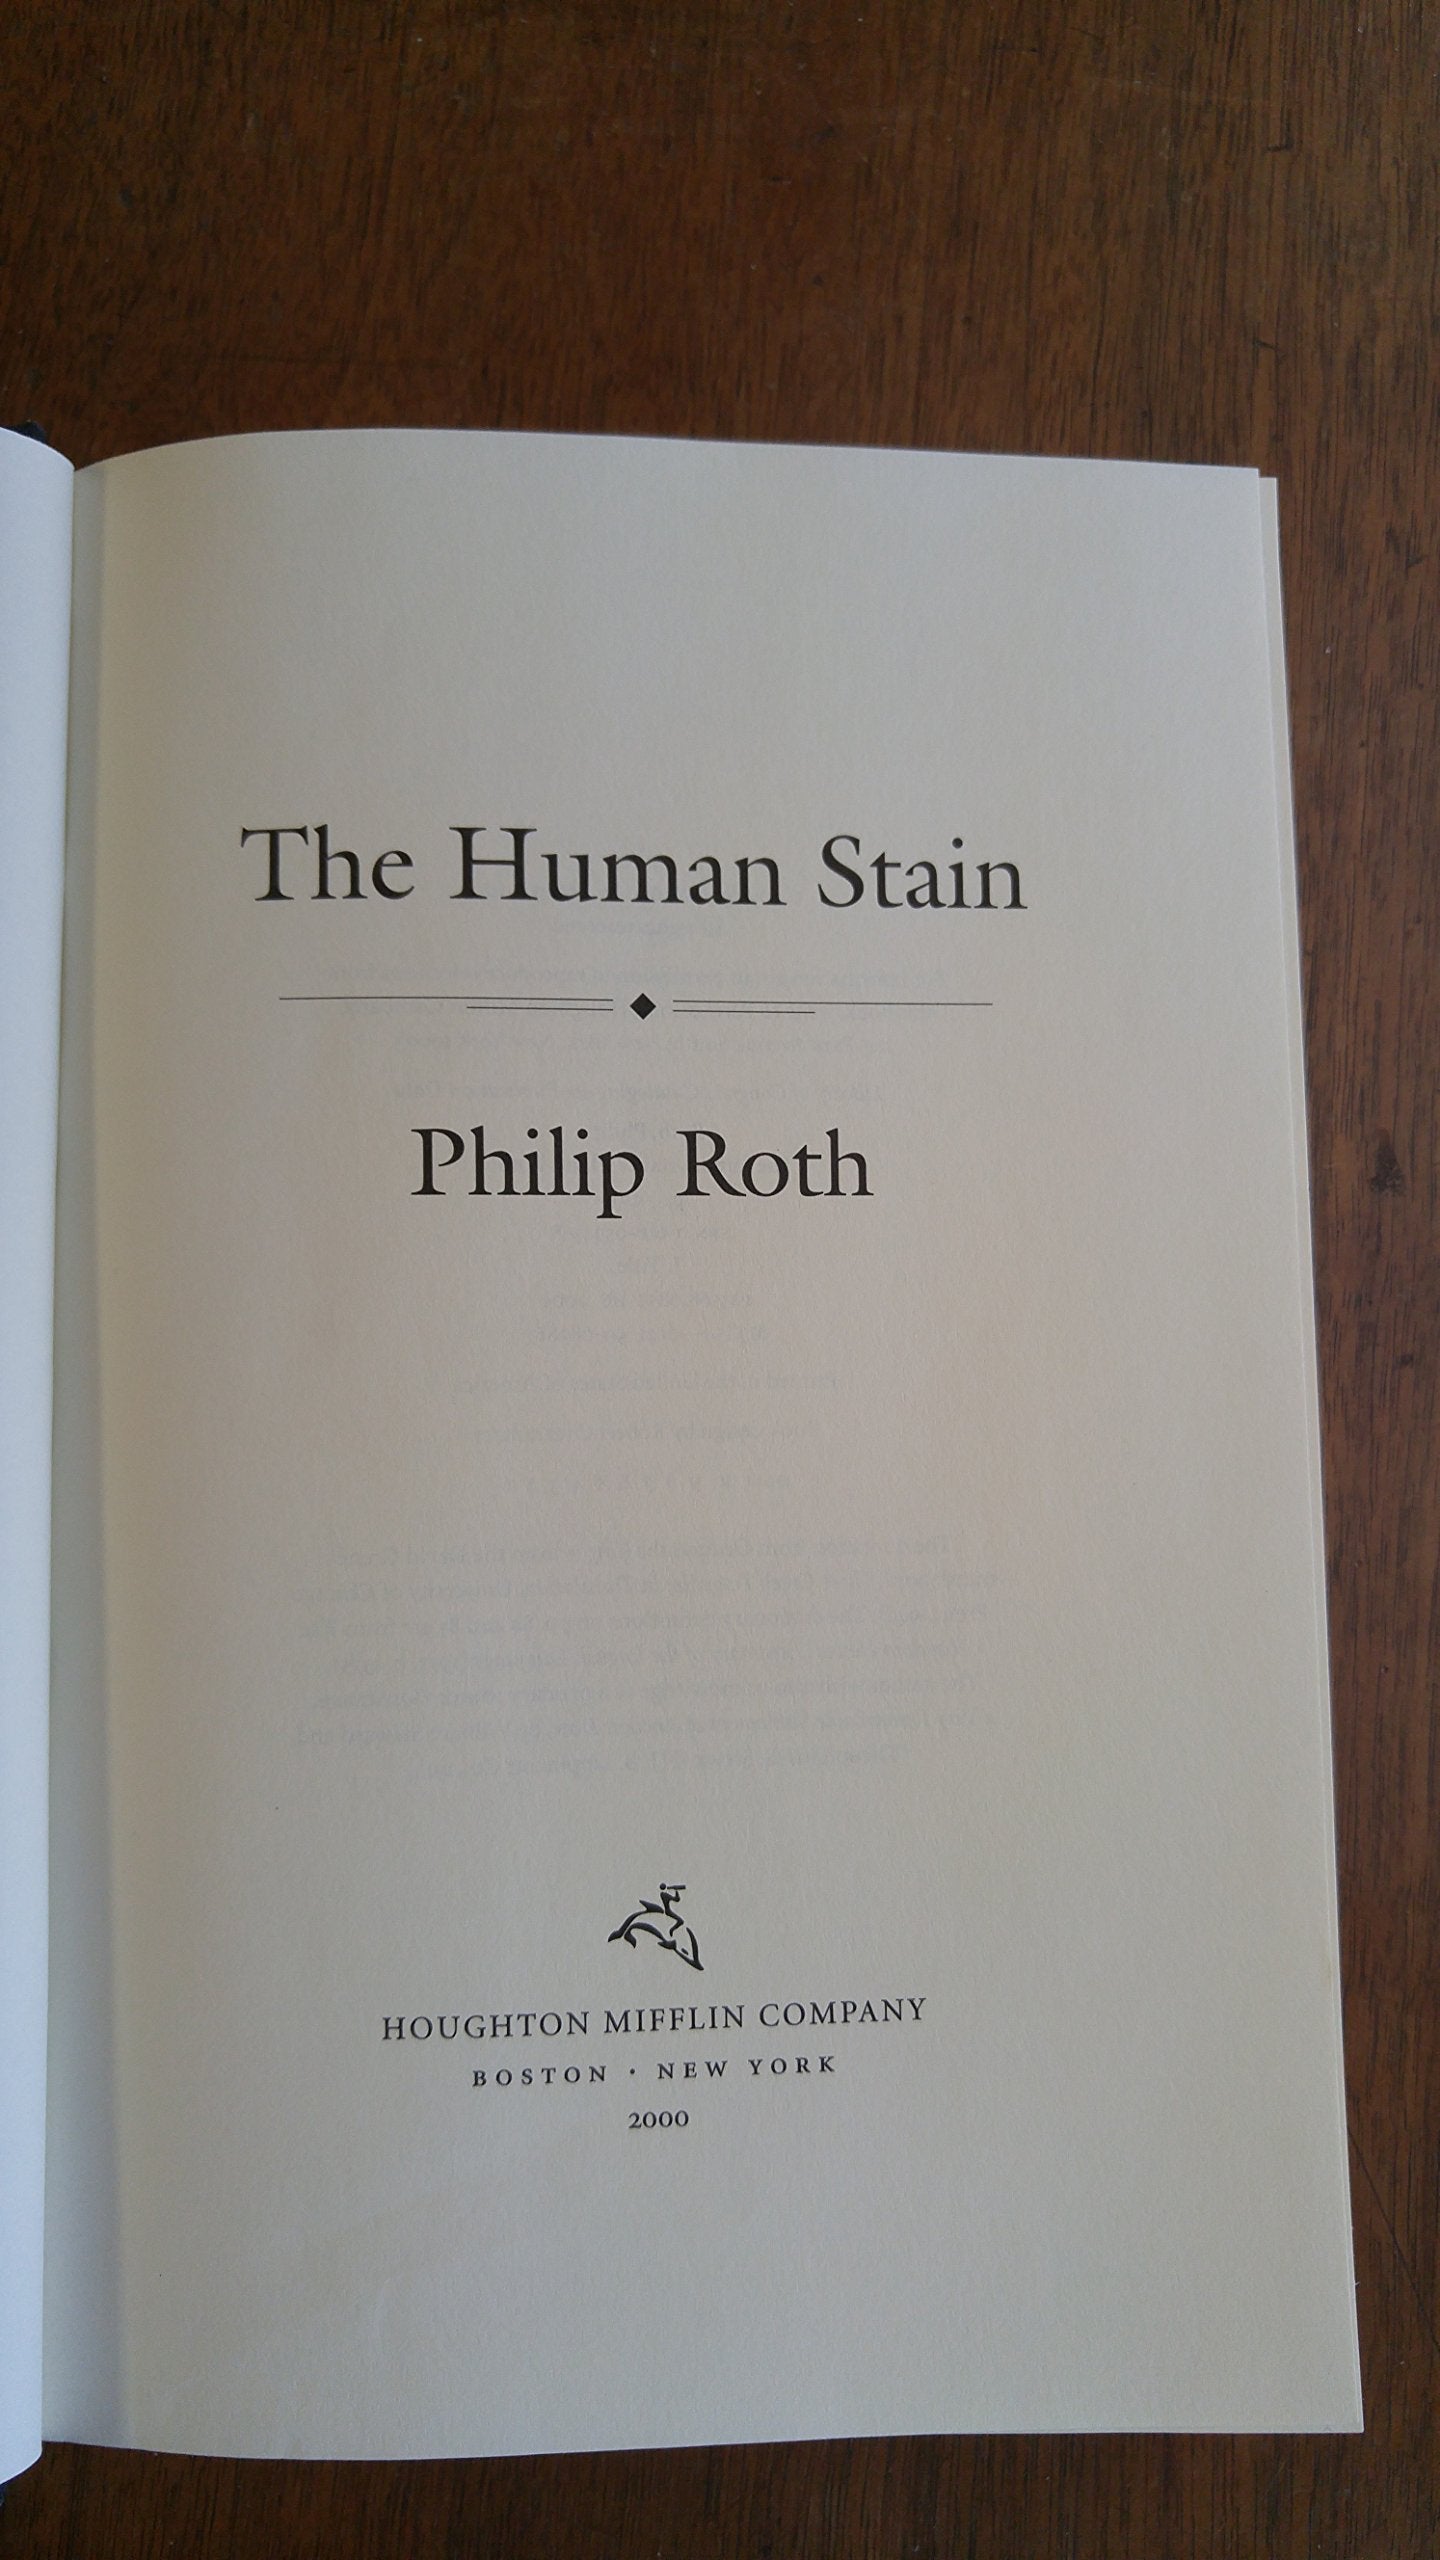 The Human Stain
Philip Roth
HOUGHTON MIFFLIN COMPANY
BOSTON · NEW YORK
2000